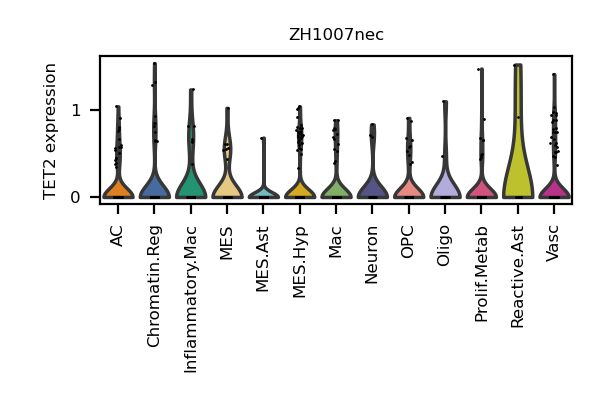 ZH1007nec
TET2 expression
1
0
AC
Chromatin.Reg
Inflammatory.Mac
MES
MES.Ast
MES.Hyp
Mac
Neuron
OPC
Oligo
Prolif.Metab
Reactive.Ast
Vasc